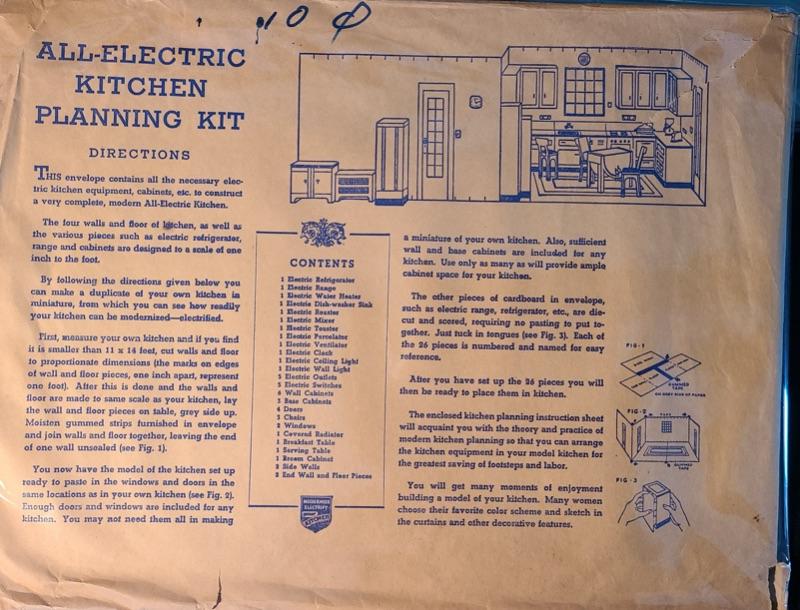 10 ¢
ALL-ELECTRIC
KITCHEN
PLANNING KIT
DIRECTIONS
THIS envelope contains all the necessary elec-
tric kitchen equipment, cabinets, etc. to construct
a very complete, modern All-Electric Kitchen.
The four walls and floor of kitchen, as well as
the various pieces such as electric refrigerator,
range and cabinets are designed to a scale of one
inch to the foot.
By following the directions given below you
can make a duplicate of your own kitchen in
miniature, from which you can see how readily
your kitchen can be modernized—electrified.
First, measure your own kitchen and if you find
it is smaller than 11 x 14 feet, cut walls and floor
to proportionate dimensions (the marks on edges
of wall and floor pieces, one inch apart, represent
one foot). After this is done and the walls and
floor are made to same scale as your kitchen, lay
the wall and floor pieces on table, grey side up.
Moisten gummed strips furnished in envelope
and join walls and floor together, leaving the end
of one wall unsealed (see Fig. 1).
You now have the model of the kitchen set up
ready to paste in the windows and doors in the
same locations as in your own kitchen (see Fig. 2).
Enough doors and windows are included for any
kitchen. You may not need them all in making
CONTENTS
1 Electric Refrigerator
1 Electric Range
1 Electric Water Heater
1 Electric Dish-washer Sink
1 Electric Roaster
1 Electric Mixer
1 Electric Toaster
1 Electric Percolator
1 Electric Ventilator
1 Electric Clock
1 Electric Ceiling Light
1 Electric Wall Light
5 Electric Outlets
5 Electric Switches
Wall Cabinets
Base Cabinets
4 Doors
3 Chairs
2 Windows
1 Covered Radiator
1 Breakfast Table
1 Serving Table
1 Broom Cabinet
2 Side Walls
End Wall and Floor Pieces
MODERNIZE
ELECTRIFY
KITCHEN
a miniature of your own kitchen. Also, sufficient
wall and base cabinets are included for any
kitchen. Use only as many as will provide ample
cabinet space for your kitchen.
The other pieces of cardboard in envelope,
such as electric range, refrigerator, etc., are die-
cut and scored, requiring no pasting to put to-
gether. Just tuck in tongues (see Fig. 3). Each of
the 26 pieces is numbered and named for easy
reference.
After you have set up the 26 pieces you will
then be ready to place them in kitchen.
The enclosed kitchen planning instruction sheet
will acquaint you with the theory and practice of
modern kitchen planning so that you can arrange
the kitchen equipment in your model kitchen for
the greatest saving of footsteps and labor.
You will get many moments of enjoyment
building a model of your kitchen. Many women
choose their favorite color scheme and sketch in
the curtains and other decorative features.
FIG-1
GUMMED
TAPE
ON GREY SIDE OF PAPER
FIG-2
TAPE
GUMMED
TAPE
FIG-3